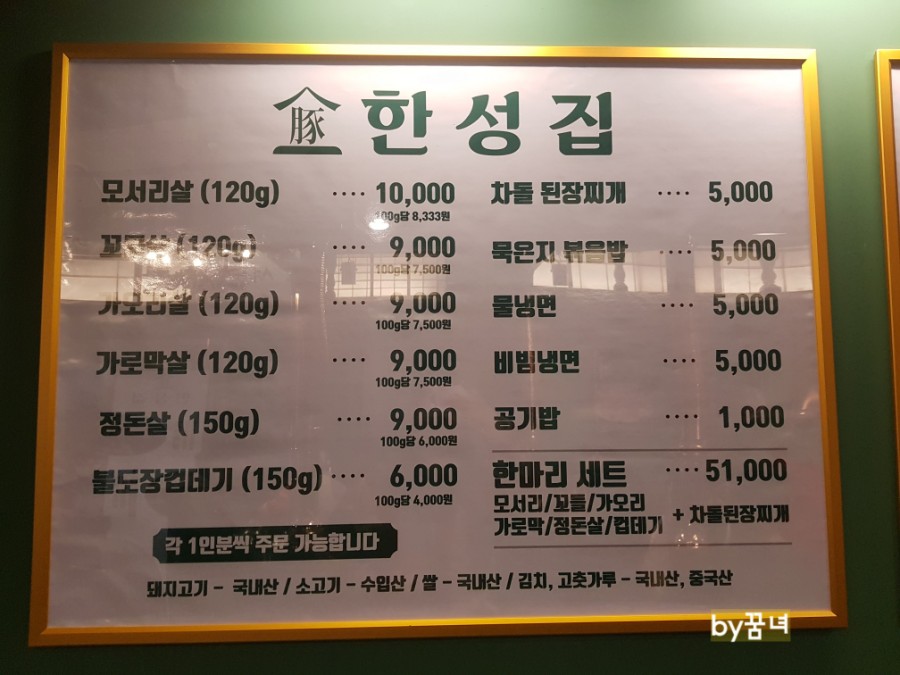 豚 한성집
모서리살 (120g) ···· 10,000
100g당 8,333원
꼬들살 (120g) ···· 9,000
100g당 7,500원
가오리살 (120g) ···· 9,000
100g당 7,500원
가로막살 (120g) ···· 9,000
100g당 7,500원
정돈살 (150g) ···· 9,000
100g당 6,000원
불도장껍데기 (150g) ···· 6,000
100g당 4,000원
각 1인분씩 주문 가능합니다
차돌 된장찌개 ···· 5,000
묵은지 볶음밥 ···· 5,000
물냉면 ···· 5,000
비빔냉면 ···· 5,000
공기밥 ···· 1,000
한마리 세트 ···· 51,000
모서리/꼬들/가오리
가로막/정돈살/껍데기 + 차돌된장찌개
돼지고기 - 국내산 / 소고기 - 수입산 / 쌀 - 국내산 / 김치, 고춧가루 - 국내산, 중국산
by꿈녀